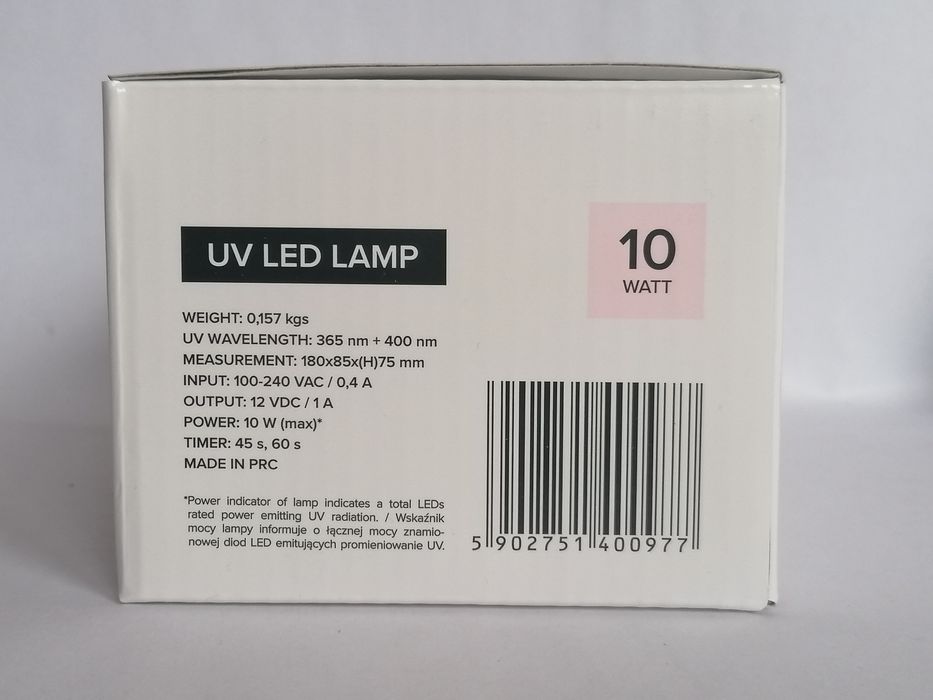 UV LED LAMP
10
WATT
WEIGHT: 0,157 kgs
UV WAVELENGTH: 365 nm + 400 nm
MEASUREMENT: 180x85x(H)75 mm
INPUT: 100-240 VAC / 0,4 A
OUTPUT: 12 VDC / 1 A
POWER: 10 W (max)*
TIMER: 45 s, 60 s
MADE IN PRC
*Power indicator of lamp indicates a total LEDs
rated power emitting UV radiation. / Wskaźnik
mocy lampy informuje o łącznej mocy znamio-
nowej diod LED emitujących promieniowanie UV.
5 902751 400977